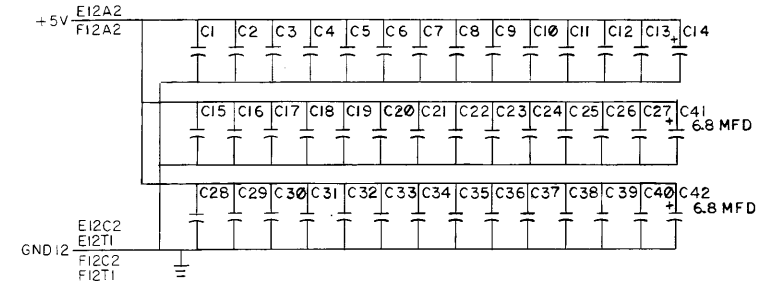 E12A2
+5V
F12A2
C1 C2 C3 C4 C5 C6 C7 C8 C9 C10 C11 C12 C13 + C14
C15 C16 C17 C18 C19 C20 C21 C22 C23 C24 C25 C26 C27 + C41
6.8 MFD
C28 C29 C30 C31 C32 C33 C34 C35 C36 C37 C38 C39 C40 + C42
6.8 MFD
E12C2
E12T1
GND12
F12C2
F12T1